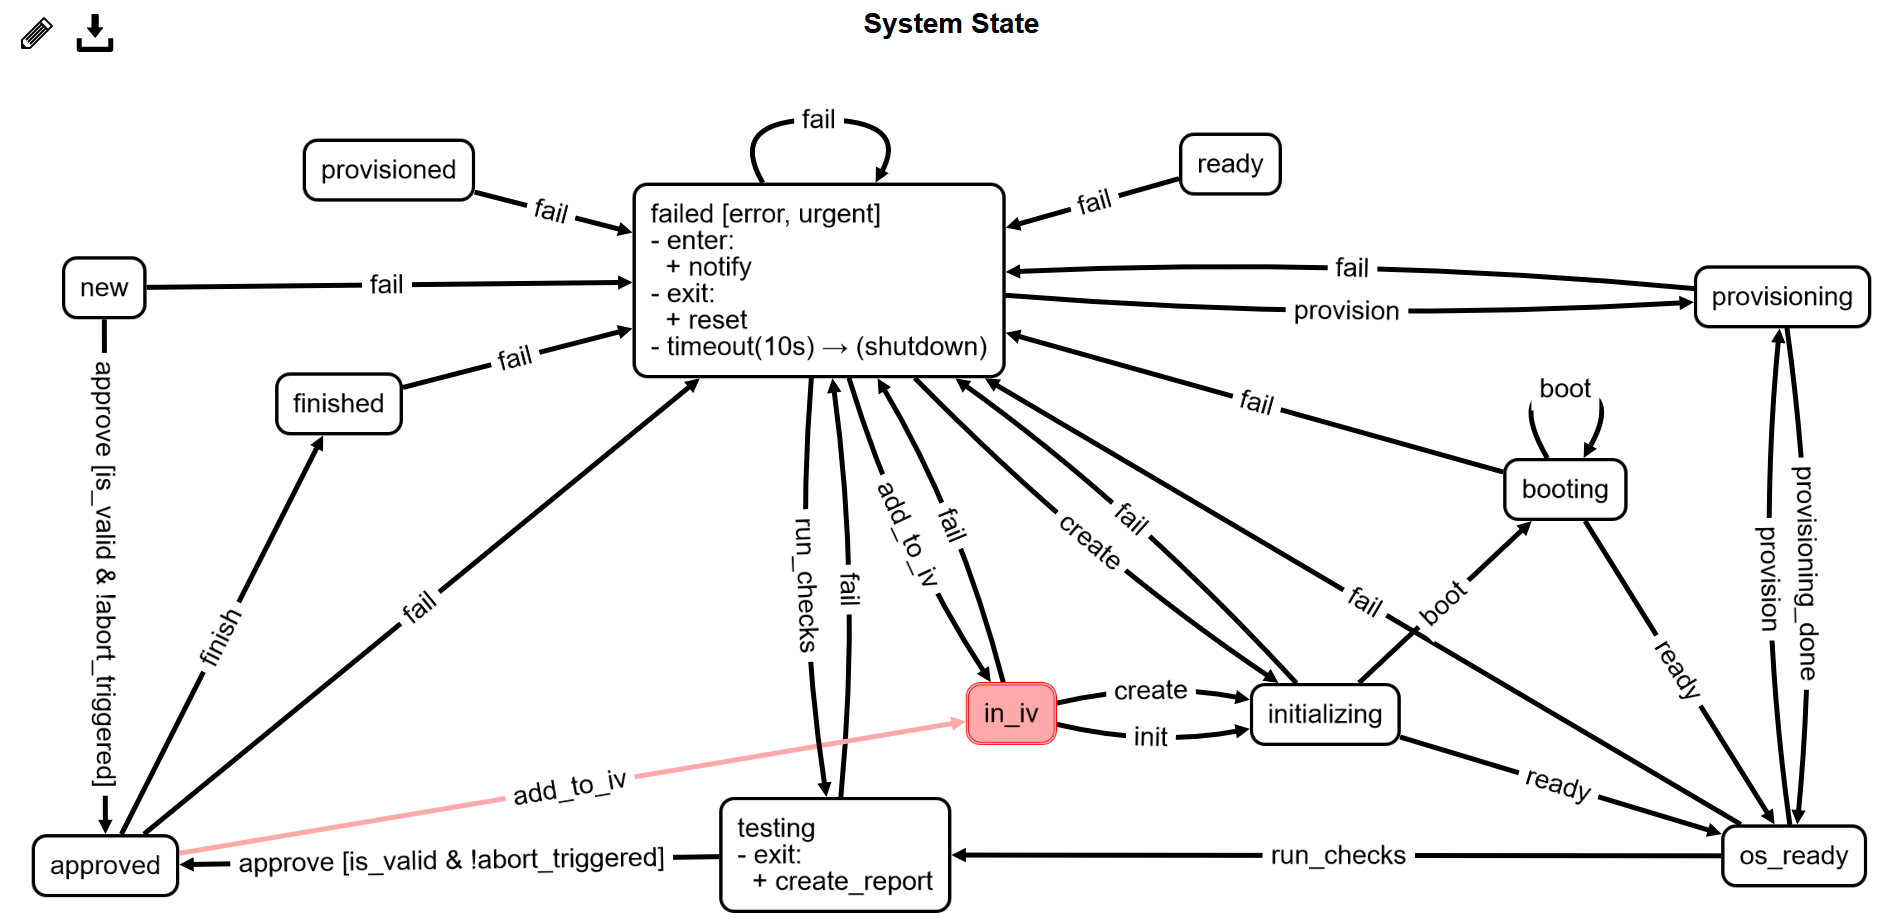 System State
fail
provisioned
ready
fail
fail
failed [error, urgent]
- enter:
+ notify
- exit:
+ reset
- timeout(10s) → (shutdown)
new
fail
fail
provision
provisioning
approve [is_valid & !abort_triggered]
finished
fail
fail
boot
booting
run_checks
fail
add_to_iv
fail
create
fail
fail
boot
ready
provision
provisioning_done
finish
fail
in_iv
create
init
initializing
ready
add_to_iv
testing
- exit:
+ create_report
approved
approve [is_valid & !abort_triggered]
run_checks
os_ready